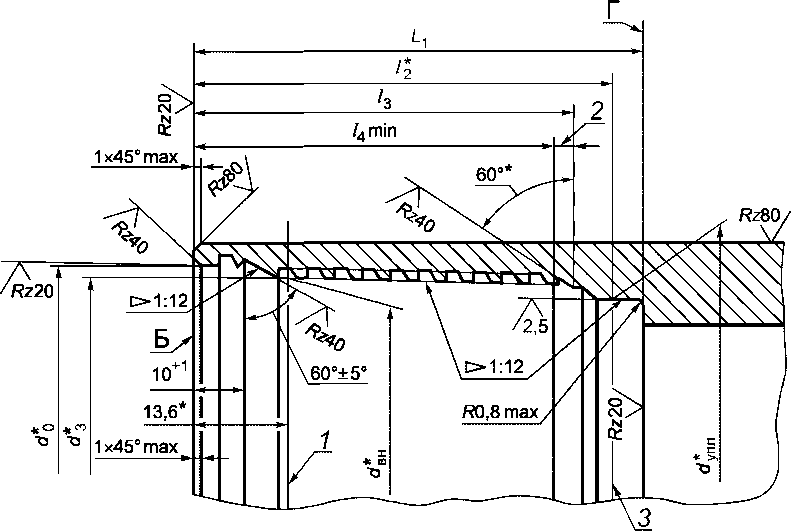 Г
L₁
l₂*
l₃
2
l₄ min
Rz20
1×45° max
Rz80
60°*
Rz40
Rz40
Rz80
Rz20
▷1:12
Rz40
2,5
Б
10⁺¹
60°±5°
▷1:12
13,6*
R0,8 max
Rz20
d₀*
d₃*
1×45° max
1
d*вн
d*упп
3